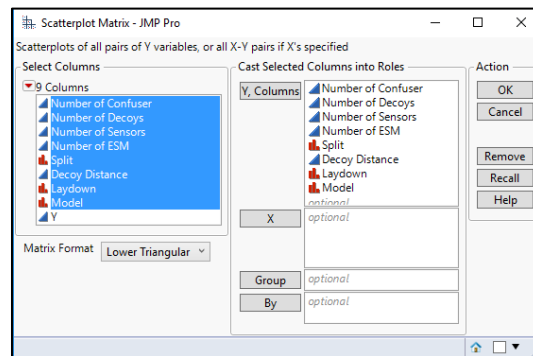 Scatterplot Matrix - JMP Pro
Scatterplots of all pairs of Y variables, or all X-Y pairs if X's specified
Select Columns
9 Columns
Number of Confuser
Number of Decoys
Number of Sensors
Number of ESM
Split
Decoy Distance
Laydown
Model
Y
Matrix Format Lower Triangular
Cast Selected Columns into Roles
Y, Columns
Number of Confuser
Number of Decoys
Number of Sensors
Number of ESM
Split
Decoy Distance
Laydown
Model
optional
X optional
Group optional
By optional
Action
OK
Cancel
Remove
Recall
Help